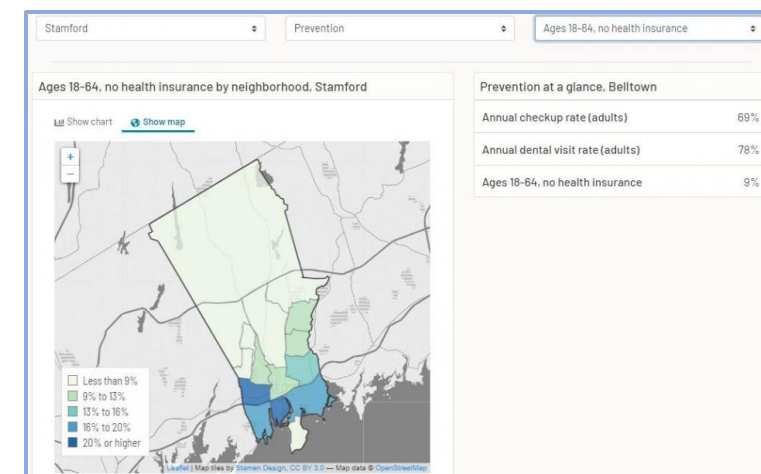 Stamford
Prevention
Ages 18-64, no health insurance
Ages 18-64, no health insurance by neighborhood, Stamford
Show chart
Show map
+
−
Less than 9%
9% to 13%
13% to 16%
16% to 20%
20% or higher
Leaflet | Map tiles by Stamen Design, CC BY 3.0 — Map data © OpenStreetMap
Prevention at a glance, Belltown
Annual checkup rate (adults) 69%
Annual dental visit rate (adults) 78%
Ages 18-64, no health insurance 9%